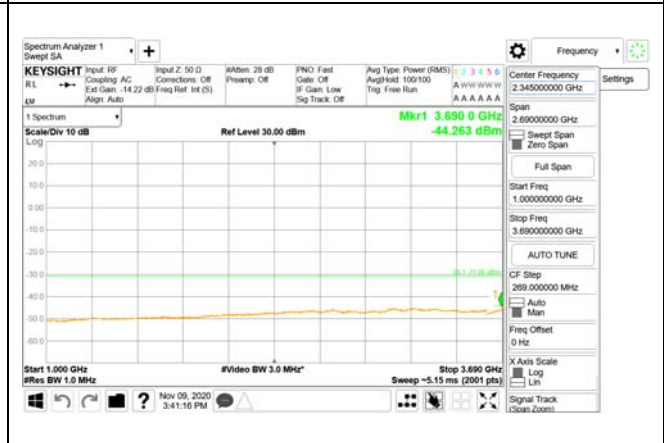 Spectrum Analyzer 1
Swept SA
Frequency
KEYSIGHT
RL
Input: RF
Coupling: AC
Ext Gain: -14.22 dB
Align: Auto
Input Z: 50 Ω
Corrections: Off
Freq Ref: Int (S)
#Atten: 28 dB
Preamp: Off
PNO: Fast
Gate: Off
IF Gain: Low
Sig Track: Off
Avg Type: Power (RMS)
Avg|Hold: 100/100
Trig: Free Run
1 2 3 4 5 6
A W W W W W
A A A A A A
1 Spectrum
Scale/Div 10 dB
Log
Ref Level 30.00 dBm
Mkr1 3.690 0 GHz
-44.263 dBm
20.0
10.0
0.00
-10.0
-20.0
-30.0
-40.0
-50.0
-60.0
1
Start 1.000 GHz
#Res BW 1.0 MHz
#Video BW 3.0 MHz*
Stop 3.690 GHz
Sweep ~5.15 ms (2001 pts)
Nov 09, 2020
3:41:16 PM
Settings
Center Frequency
2.345000000 GHz
Span
2.69000000 GHz
Swept Span
Zero Span
Full Span
Start Freq
1.000000000 GHz
Stop Freq
3.690000000 GHz
AUTO TUNE
CF Step
269.000000 MHz
Auto
Man
Freq Offset
0 Hz
X Axis Scale
Log
Lin
Signal Track
(Span Zoom)